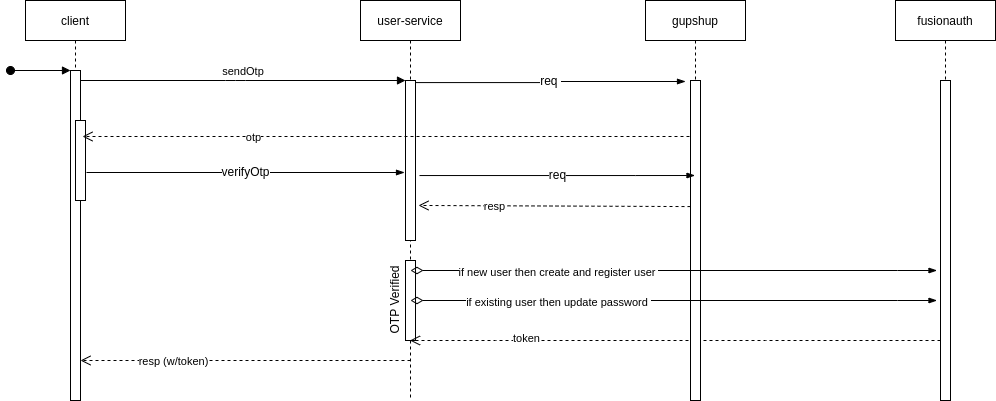 client
user-service
gupshup
fusionauth
sendOtp
req
otp
verifyOtp
req
resp
OTP Verified
if new user then create and register user
if existing user then update password
token
resp (w/token)